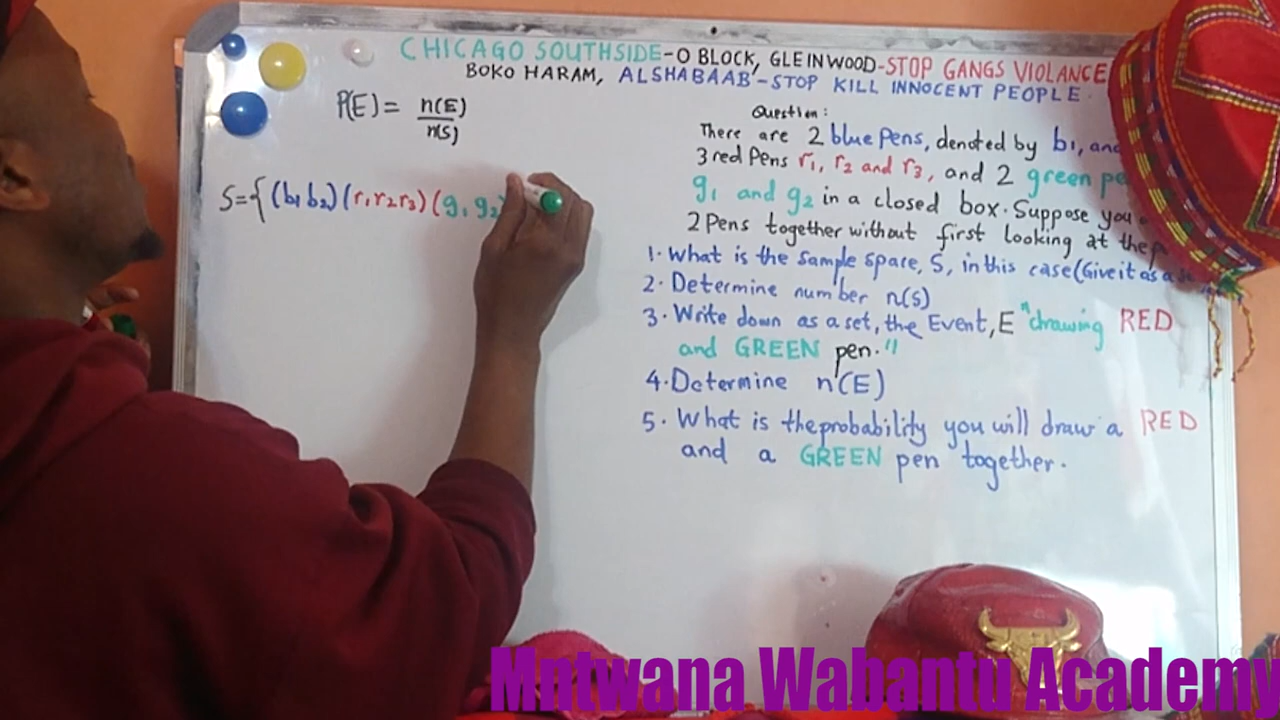 CHICAGO SOUTHSIDE-O BLOCK, GLEINWOOD-STOP GANGS VIOLANCE
BOKO HARAM, ALSHABAAB-STOP KILL INNOCENT PEOPLE.
P(E) = n(E)
n(S)
S={(b1 b2)(r1r2r3)(g1 g2)
Question:
There are 2 blue pens, denoted by b1, and
3 red Pens r1, r2 and r3, and 2 green pe
g1 and g2 in a closed box. Suppose you
2 Pens together without first looking at the p
1. What is the sample space, S, in this case (Give it as a
2. Determine number n(S)
3. Write down as a set, the Event, E "drawing RED
and GREEN pen."
4. Determine n(E)
5. What is the probability you will draw a RED
and a GREEN pen together.
Mntwana Wabantu Academy